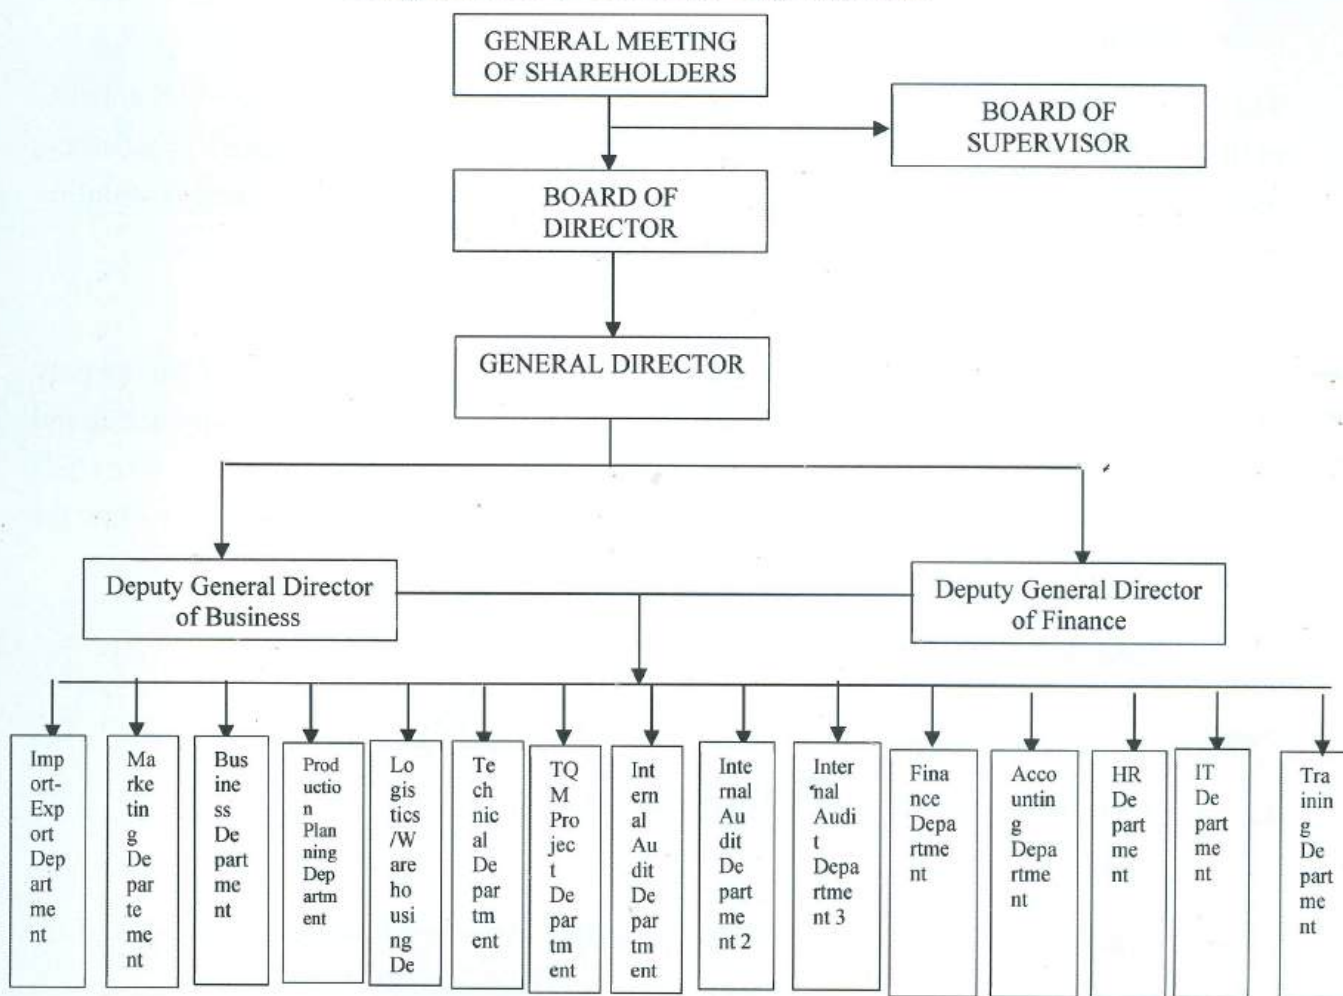 GENERAL MEETING
OF SHAREHOLDERS
BOARD OF
SUPERVISOR
BOARD OF
DIRECTOR
GENERAL DIRECTOR
Deputy General Director
of Business
Deputy General Director
of Finance
Imp
ort-
Exp
ort
Dep
art
me
nt
Ma
rke
tin
g
De
par
te
me
nt
Bus
ine
ss
De
part
me
nt
Prod
uctio
n
Plan
ning
Dep
artm
ent
Lo
gis
tics
/W
are
ho
usi
ng
De
Te
ch
nic
al
De
par
tm
ent
TQ
M
Pro
jec
t
De
par
tm
ent
Int
ern
al
Au
dit
De
par
tm
ent
Inte
rnal
Au
dit
De
part
me
nt 2
Inter
nal
Audi
t
Depa
rtme
nt 3
Fina
nce
Depa
rtme
nt
Acco
untin
g
Depa
rtme
nt
HR
De
part
me
nt
IT
De
part
me
nt
Tra
inin
g
De
part
me
nt